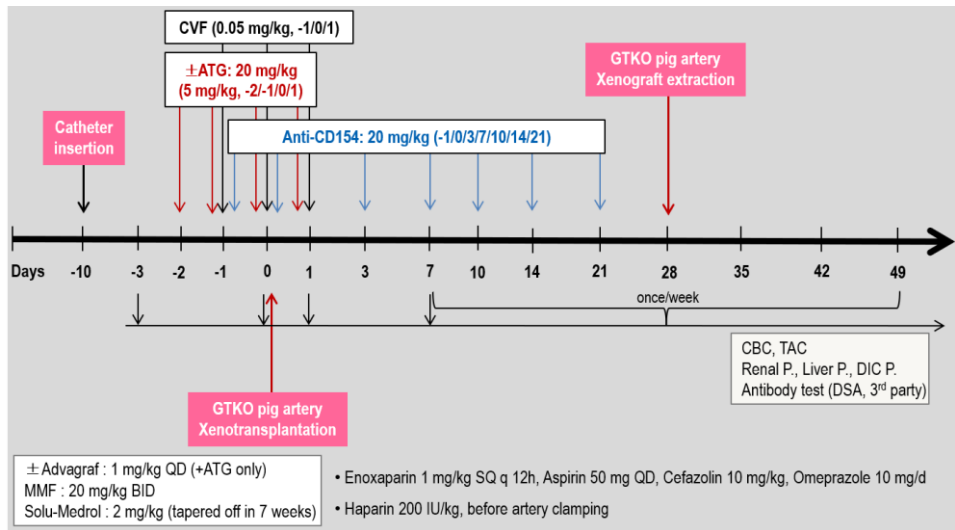 CVF (0.05 mg/kg, -1/0/1)
±ATG: 20 mg/kg
(5 mg/kg, -2/-1/0/1)
GTKO pig artery
Xenograft extraction
Catheter
insertion
Anti-CD154: 20 mg/kg (-1/0/3/7/10/14/21)
Days -10 -3 -2 -1 0 1 3 7 10 14 21 28 35 42 49
once/week
CBC, TAC
Renal P., Liver P., DIC P.
Antibody test (DSA, 3rd party)
GTKO pig artery
Xenotransplantation
±Advagraf : 1 mg/kg QD (+ATG only)
MMF : 20 mg/kg BID
Solu-Medrol : 2 mg/kg (tapered off in 7 weeks)
• Enoxaparin 1 mg/kg SQ q 12h, Aspirin 50 mg QD, Cefazolin 10 mg/kg, Omeprazole 10 mg/d
• Haparin 200 IU/kg, before artery clamping